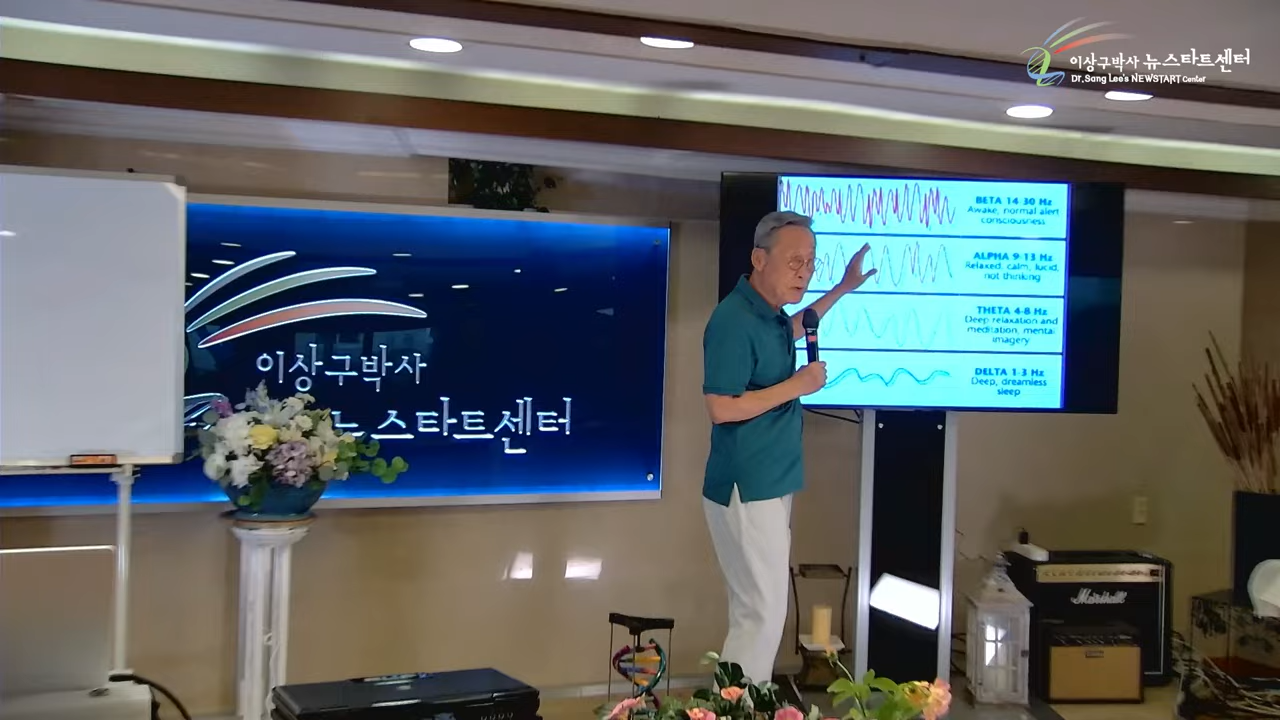 이상구박사 뉴스타트센터
Dr. Sang Lee's NEWSTART Center
BETA 14-30 Hz
Awake, normal alert
consciousness
ALPHA 9-13 Hz
Relaxed, calm, lucid,
not thinking
THETA 4-8 Hz
Deep relaxation and
meditation, mental
imagery
DELTA 1-3 Hz
Deep, dreamless
sleep
이상구박사
뉴스타트센터
Marshall